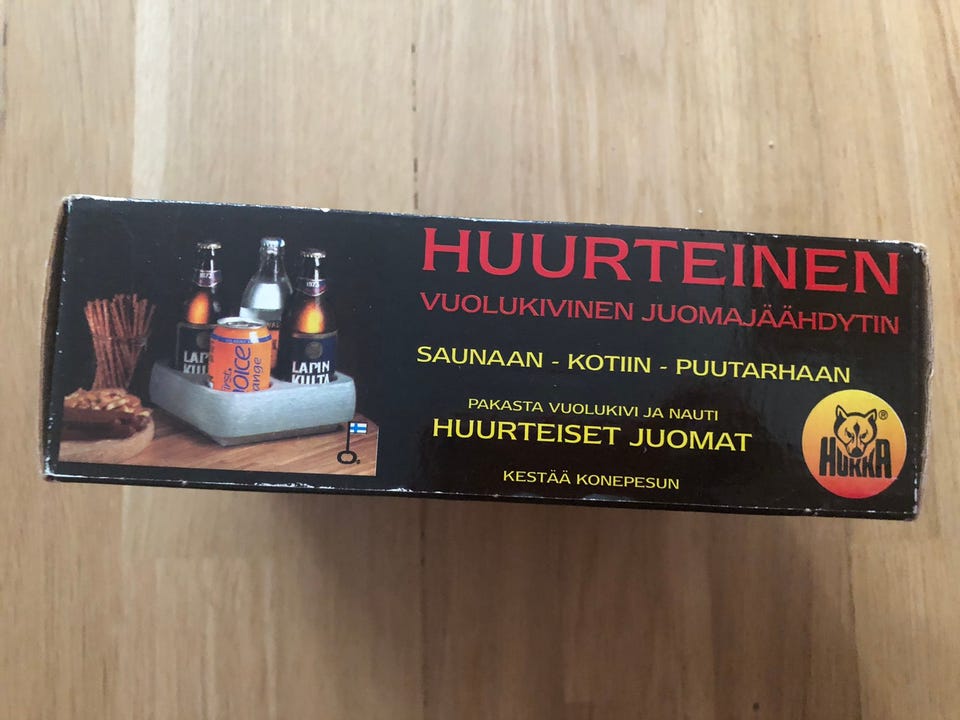 HUURTEINEN
VUOLUKIVINEN JUOMAJÄÄHDYTIN
SAUNAAN - KOTIIN - PUUTARHAAN
PAKASTA VUOLUKIVI JA NAUTI
HUURTEISET JUOMAT
KESTÄÄ KONEPESUN
HUKKA®
LAPIN
KULTA
LAPIN
KULTA